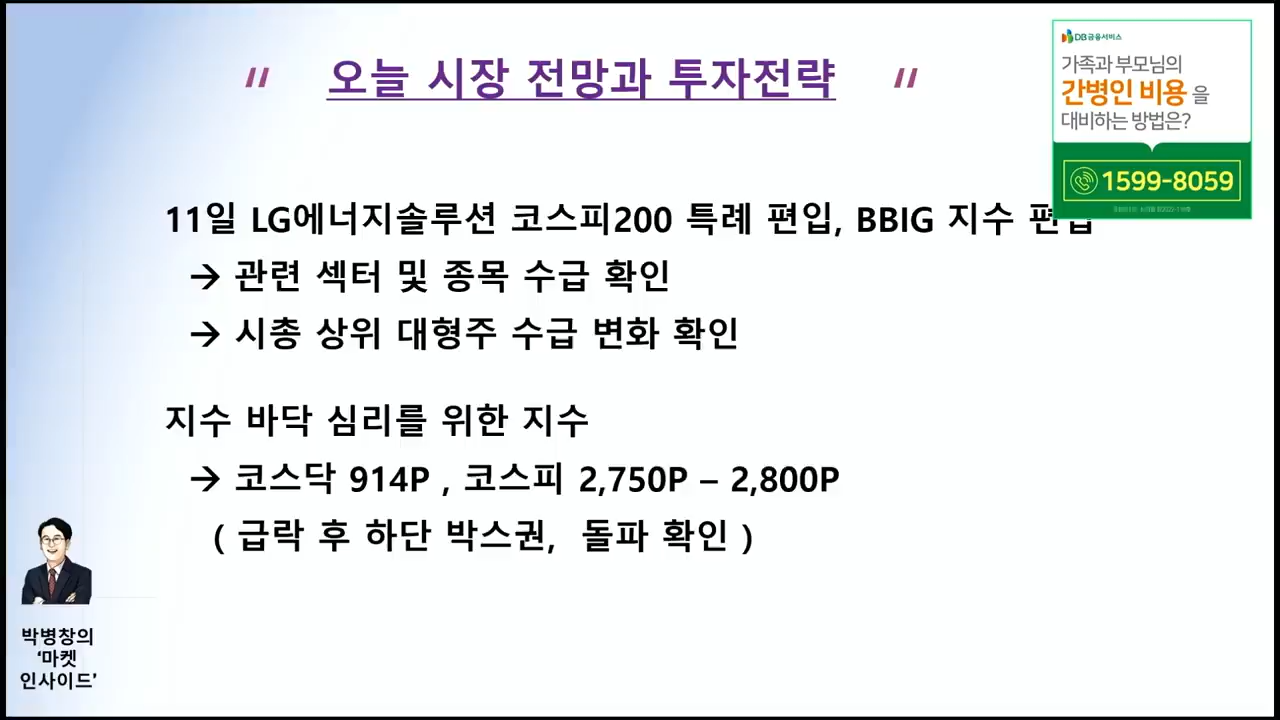 " 오늘 시장 전망과 투자전략 "
DB금융서비스
가족과 부모님의
간병인 비용 을
대비하는 방법은?
1599-8059
11일 LG에너지솔루션 코스피200 특례 편입, BBIG 지수 편입
→ 관련 섹터 및 종목 수급 확인
→ 시총 상위 대형주 수급 변화 확인
지수 바닥 심리를 위한 지수
→ 코스닥 914P , 코스피 2,750P – 2,800P
( 급락 후 하단 박스권, 돌파 확인 )
박병창의
‘마켓
인사이드’